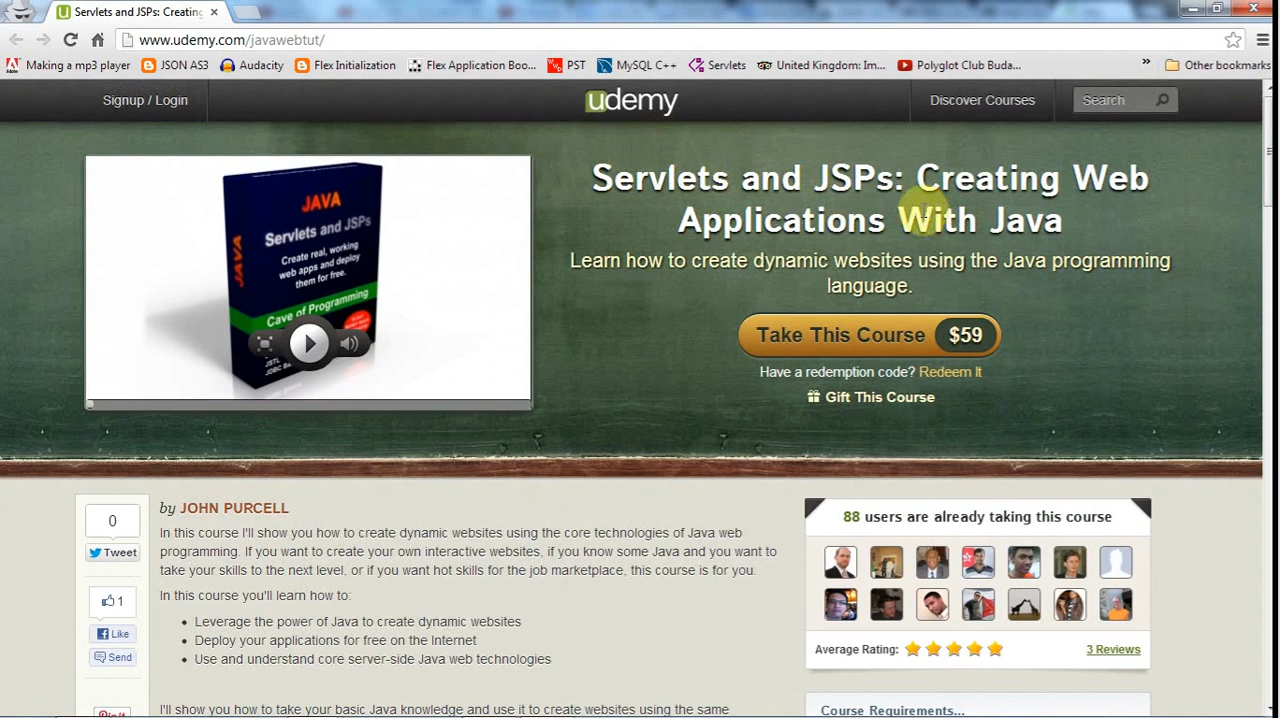 Servlets and JSPs: Creating
www.udemy.com/javawebtut/
Making a mp3 player JSON AS3 Audacity Flex Initialization Flex Application Boo... PST MySQL C++ Servlets United Kingdom: Im... Polyglot Club Buda... » Other bookmarks
Signup / Login udemy Discover Courses Search
JAVA
JAVA
Servlets and JSPs
Create real, working
web apps and deploy
them for free.
Cave of Programming
JSTL
Servlets and JSPs: Creating Web
Applications With Java
Learn how to create dynamic websites using the Java programming
language.
Take This Course $59
Have a redemption code? Redeem It
Gift This Course
0
Tweet
1
Like
Send
Pin it
by JOHN PURCELL
In this course I'll show you how to create dynamic websites using the core technologies of Java web
programming. If you want to create your own interactive websites, if you know some Java and you want to
take your skills to the next level, or if you want hot skills for the job marketplace, this course is for you.
In this course you'll learn how to:
• Leverage the power of Java to create dynamic websites
• Deploy your applications for free on the Internet
• Use and understand core server-side Java web technologies
I'll show you how to take your basic Java knowledge and use it to create websites using the same
88 users are already taking this course
Average Rating: 3 Reviews
Course Requirements...